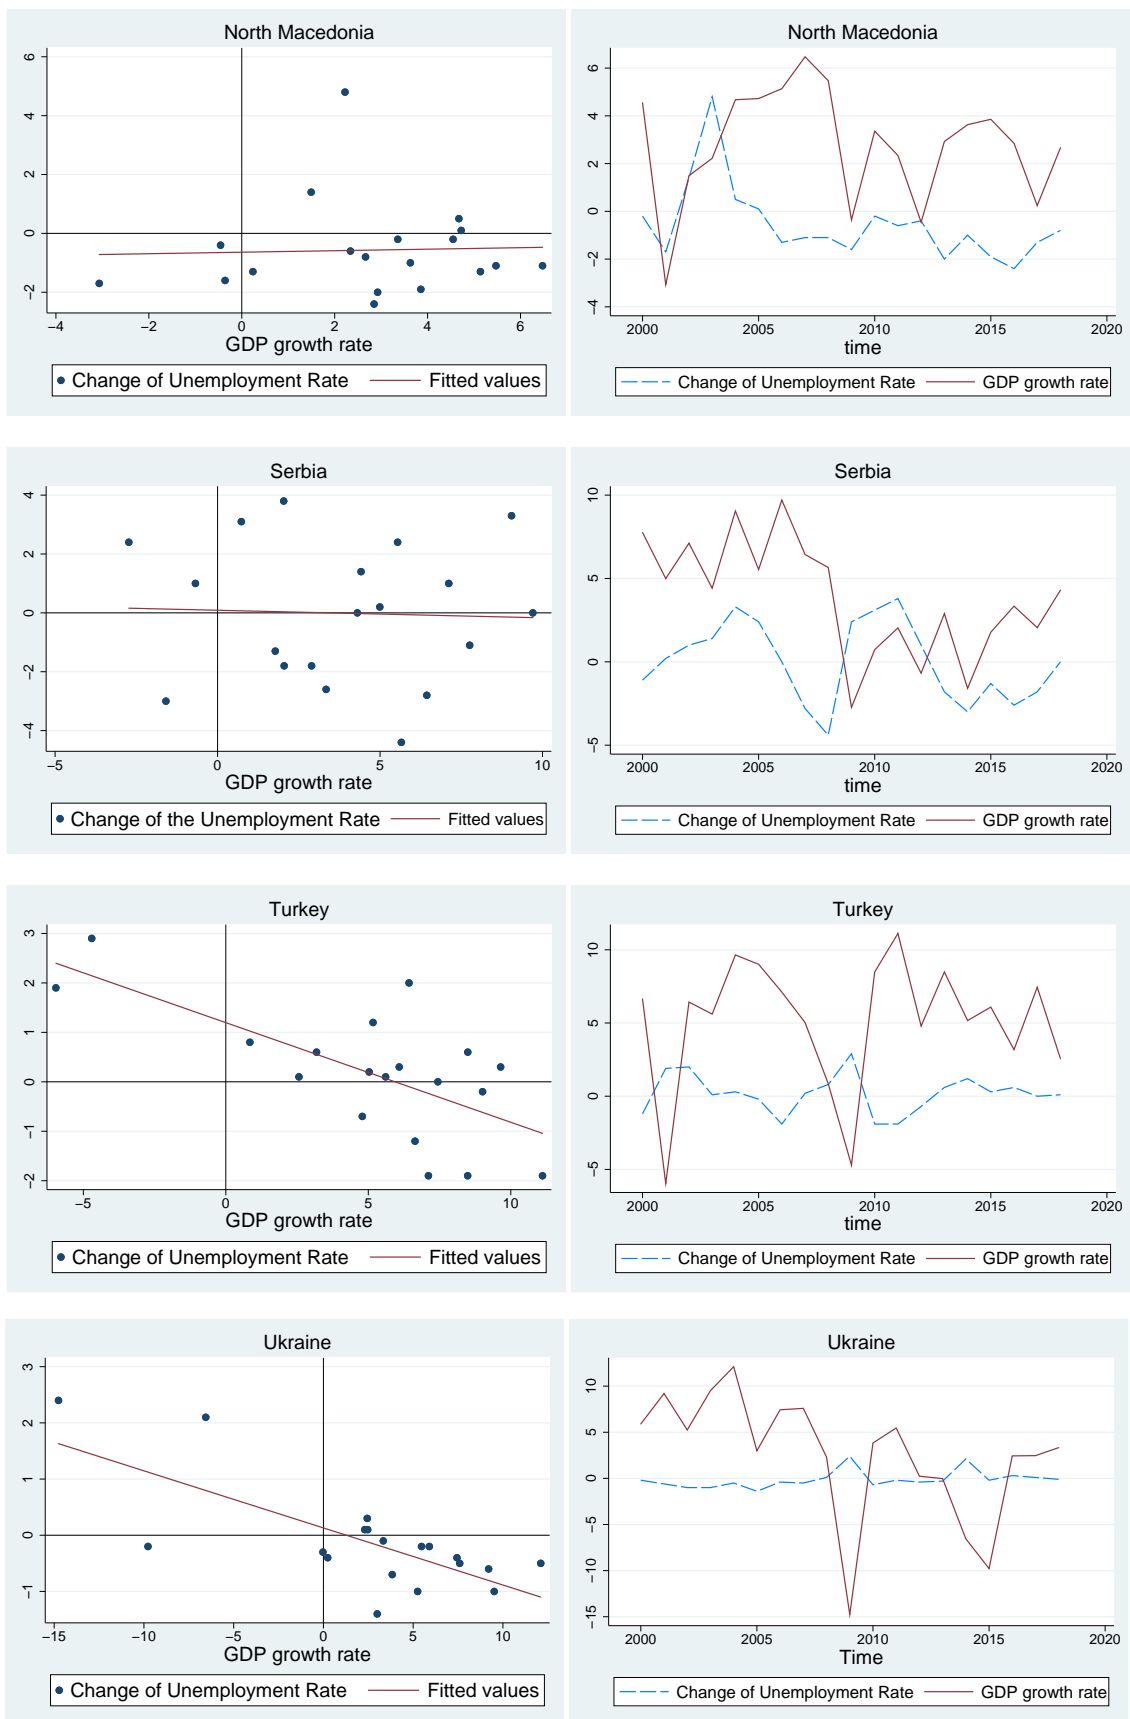 North Macedonia
6
4
2
0
−2
−4 −2 0 2 4 6
GDP growth rate
Change of Unemployment Rate Fitted values
North Macedonia
6
4
2
0
−2
−4
2000 2005 2010 2015 2020
time
Change of Unemployment Rate GDP growth rate
Serbia
4
2
0
−2
−4
−5 0 5 10
GDP growth rate
Change of the Unemployment Rate Fitted values
Serbia
10
5
0
−5
2000 2005 2010 2015 2020
time
Change of Unemployment Rate GDP growth rate
Turkey
3
2
1
0
−1
−2
−5 0 5 10
GDP growth rate
Change of Unemployment Rate Fitted values
Turkey
10
5
0
−5
2000 2005 2010 2015 2020
time
Change of Unemployment Rate GDP growth rate
Ukraine
3
2
1
0
−1
−15 −10 −5 0 5 10
GDP growth rate
Change of Unemployment Rate Fitted values
Ukraine
10
5
0
−5
−10
−15
2000 2005 2010 2015 2020
Time
Change of Unemployment Rate GDP growth rate